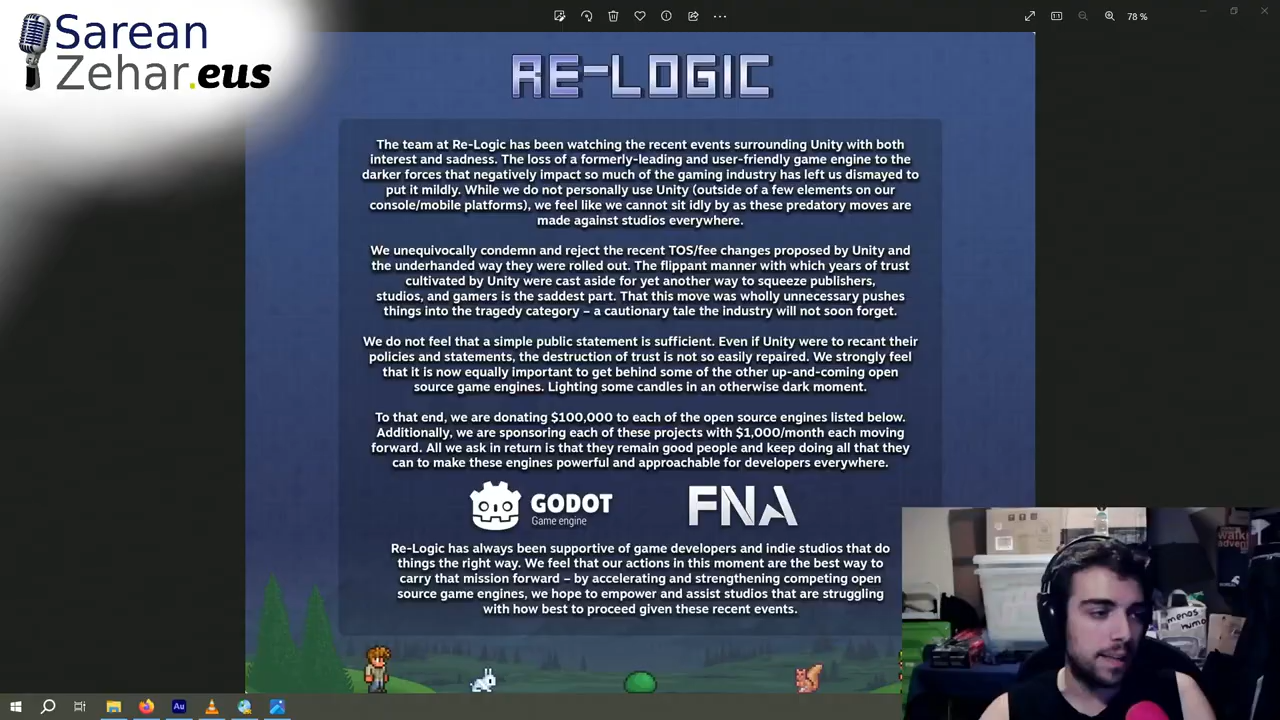 Sarean
Zehar.eus
78 %
RE-LOGIC
The team at Re-Logic has been watching the recent events surrounding Unity with both
interest and sadness. The loss of a formerly-leading and user-friendly game engine to the
darker forces that negatively impact so much of the gaming industry has left us dismayed to
put it mildly. While we do not personally use Unity (outside of a few elements on our
console/mobile platforms), we feel like we cannot sit idly by as these predatory moves are
made against studios everywhere.
We unequivocally condemn and reject the recent TOS/fee changes proposed by Unity and
the underhanded way they were rolled out. The flippant manner with which years of trust
cultivated by Unity were cast aside for yet another way to squeeze publishers,
studios, and gamers is the saddest part. That this move was wholly unnecessary pushes
things into the tragedy category – a cautionary tale the industry will not soon forget.
We do not feel that a simple public statement is sufficient. Even if Unity were to recant their
policies and statements, the destruction of trust is not so easily repaired. We strongly feel
that it is now equally important to get behind some of the other up-and-coming open
source game engines. Lighting some candles in an otherwise dark moment.
To that end, we are donating $100,000 to each of the open source engines listed below.
Additionally, we are sponsoring each of these projects with $1,000/month each moving
forward. All we ask in return is that they remain good people and keep doing all that they
can to make these engines powerful and approachable for developers everywhere.
GODOT
Game engine
FNA
Re-Logic has always been supportive of game developers and indie studios that do
things the right way. We feel that our actions in this moment are the best way to
carry that mission forward – by accelerating and strengthening competing open
source game engines, we hope to empower and assist studios that are struggling
with how best to proceed given these recent events.
menos
humo
Au